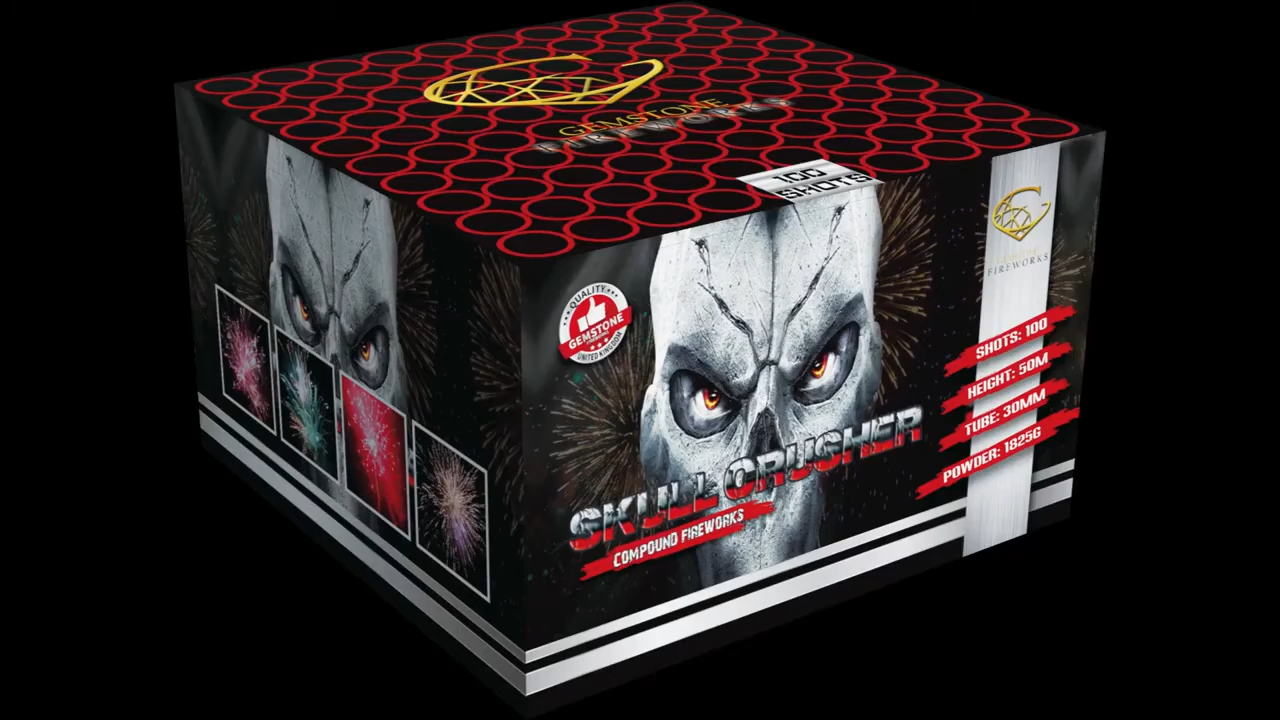 GEMSTONE
FIREWORKS
100
SHOTS
QUALITY
GEMSTONE
FIREWORKS
UNITED KINGDOM
FIREWORKS
SHOTS: 100
HEIGHT: 50M
TUBE: 30MM
POWDER: 1825G
SKULL CRUSHER
COMPOUND FIREWORKS